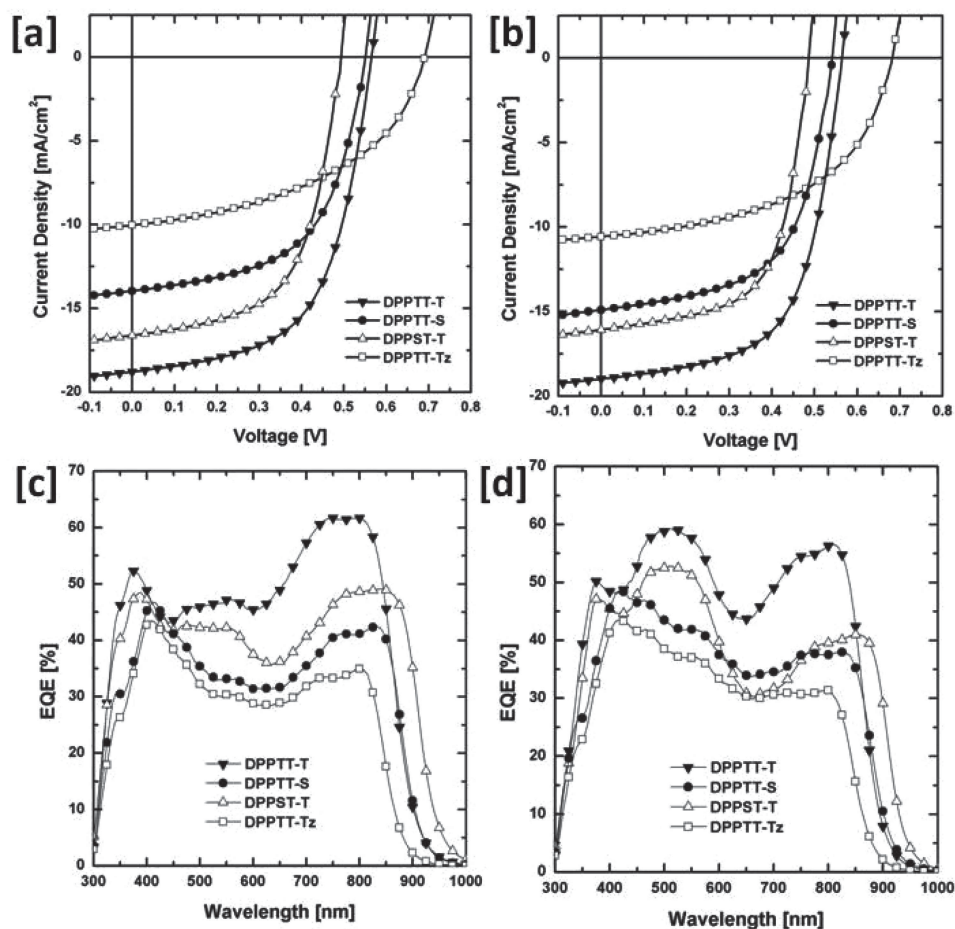 [a]
Current Density [mA/cm²]
0
-5
-10
-15
-20
DPPTT-T
DPPTT-S
DPPST-T
DPPTT-Tz
-0.1 0.0 0.1 0.2 0.3 0.4 0.5 0.6 0.7 0.8
Voltage [V]
[b]
Current Density [mA/cm²]
0
-5
-10
-15
-20
DPPTT-T
DPPTT-S
DPPST-T
DPPTT-Tz
-0.1 0.0 0.1 0.2 0.3 0.4 0.5 0.6 0.7 0.8
Voltage [V]
[c]
EQE [%]
70
60
50
40
30
20
10
0
DPPTT-T
DPPTT-S
DPPST-T
DPPTT-Tz
300 400 500 600 700 800 900 1000
Wavelength [nm]
[d]
EQE [%]
70
60
50
40
30
20
10
0
DPPTT-T
DPPTT-S
DPPST-T
DPPTT-Tz
300 400 500 600 700 800 900 1000
Wavelength [nm]